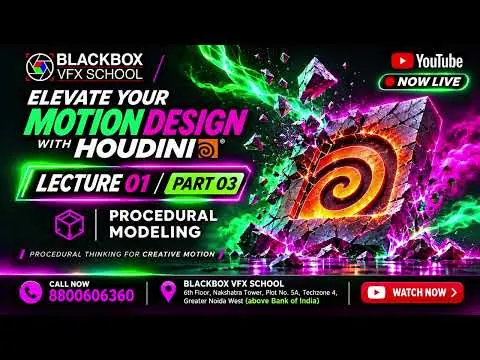 BLACKBOX
VFX SCHOOL
YouTube
NOW LIVE
ELEVATE YOUR
MOTION DESIGN
WITH HOUDINI®
LECTURE 01 / PART 03
PROCEDURAL
MODELING
PROCEDURAL THINKING FOR CREATIVE MOTION
CALL NOW
8800606360
BLACKBOX VFX SCHOOL
6th Floor, Nakshatra Tower, Plot No. 5A, Techzone 4,
Greater Noida West (above Bank of India)
WATCH NOW